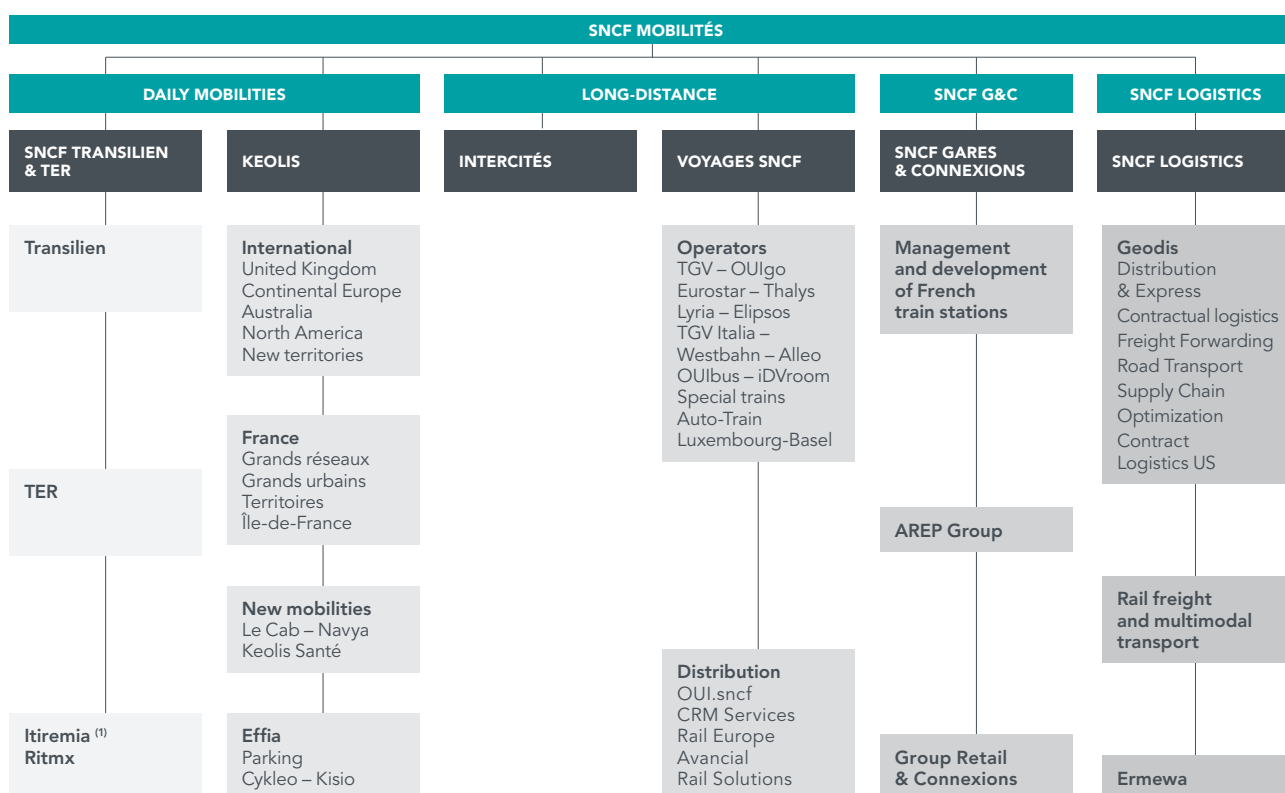 SNCF MOBILITÉS
DAILY MOBILITIES
LONG-DISTANCE
SNCF G&C
SNCF LOGISTICS
SNCF TRANSILIEN
& TER
KEOLIS
INTERCITÉS
VOYAGES SNCF
SNCF GARES
& CONNEXIONS
SNCF LOGISTICS
Transilien
TER
Itiremia (1)
Ritmx
International
United Kingdom
Continental Europe
Australia
North America
New territories
France
Grands réseaux
Grands urbains
Territoires
Île-de-France
New mobilities
Le Cab – Navya
Keolis Santé
Effia
Parking
Cykleo – Kisio
Operators
TGV – OUIgo
Eurostar – Thalys
Lyria – Elipsos
TGV Italia –
Westbahn – Alleo
OUIbus – iDVroom
Special trains
Auto-Train
Luxembourg-Basel
Distribution
OUI.sncf
CRM Services
Rail Europe
Avancial
Rail Solutions
Management
and development
of French
train stations
AREP Group
Group Retail
& Connexions
Geodis
Distribution
& Express
Contractual logistics
Freight Forwarding
Road Transport
Supply Chain
Optimization
Contract
Logistics US
Rail freight
and multimodal
transport
Ermewa